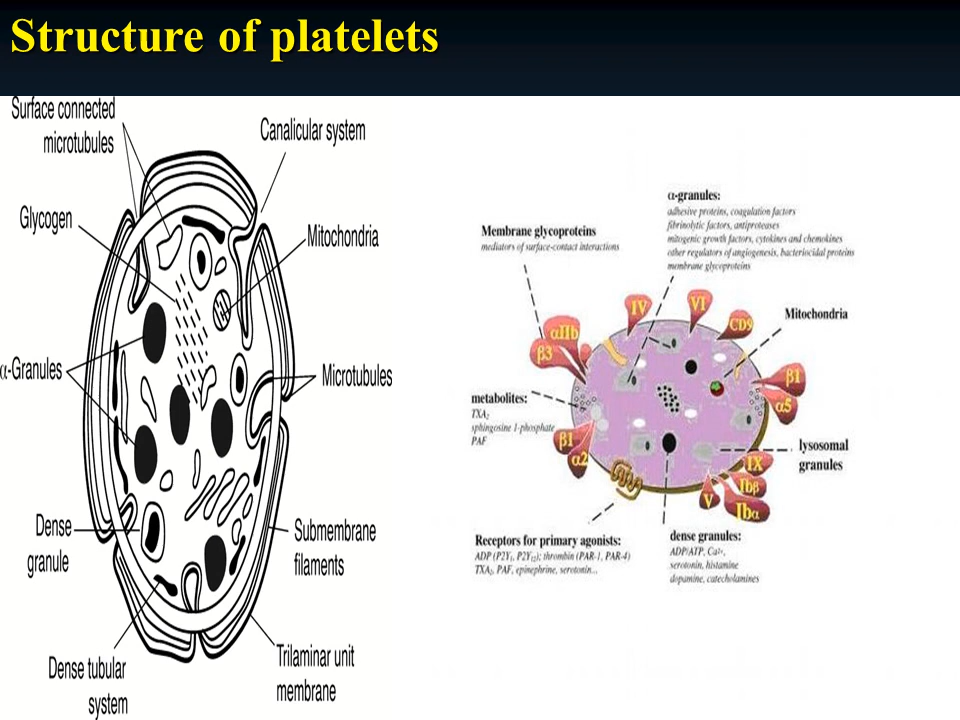 Structure of platelets
Surface connected
microtubules
Canalicular system
Glycogen
Mitochondria
α-Granules
Microtubules
Dense
granule
Submembrane
filaments
Dense tubular
system
Trilaminar unit
membrane
α-granules:
adhesive proteins, coagulation factors
fibrinolytic factors, antiproteases
mitogenic growth factors, cytokines and chemokines
other regulators of angiogenesis, bacteriocidal proteins
membrane glycoproteins
Membrane glycoproteins
mediators of surface-contact interactions
IV
VI
CD9
Mitochondria
αIIb
β3
β1
α5
metabolites:
TXA₂
sphingosine 1-phosphate
PAF
β1
α2
lysosomal
granules
IX
Ibβ
V
Ibα
Receptors for primary agonists:
ADP (P2Y₁, P2Y₁₂); thrombin (PAR-1, PAR-4)
TXA₂, PAF, epinephrine, serotonin...
dense granules:
ADP/ATP, Ca²⁺,
serotonin, histamine
dopamine, catecholamines